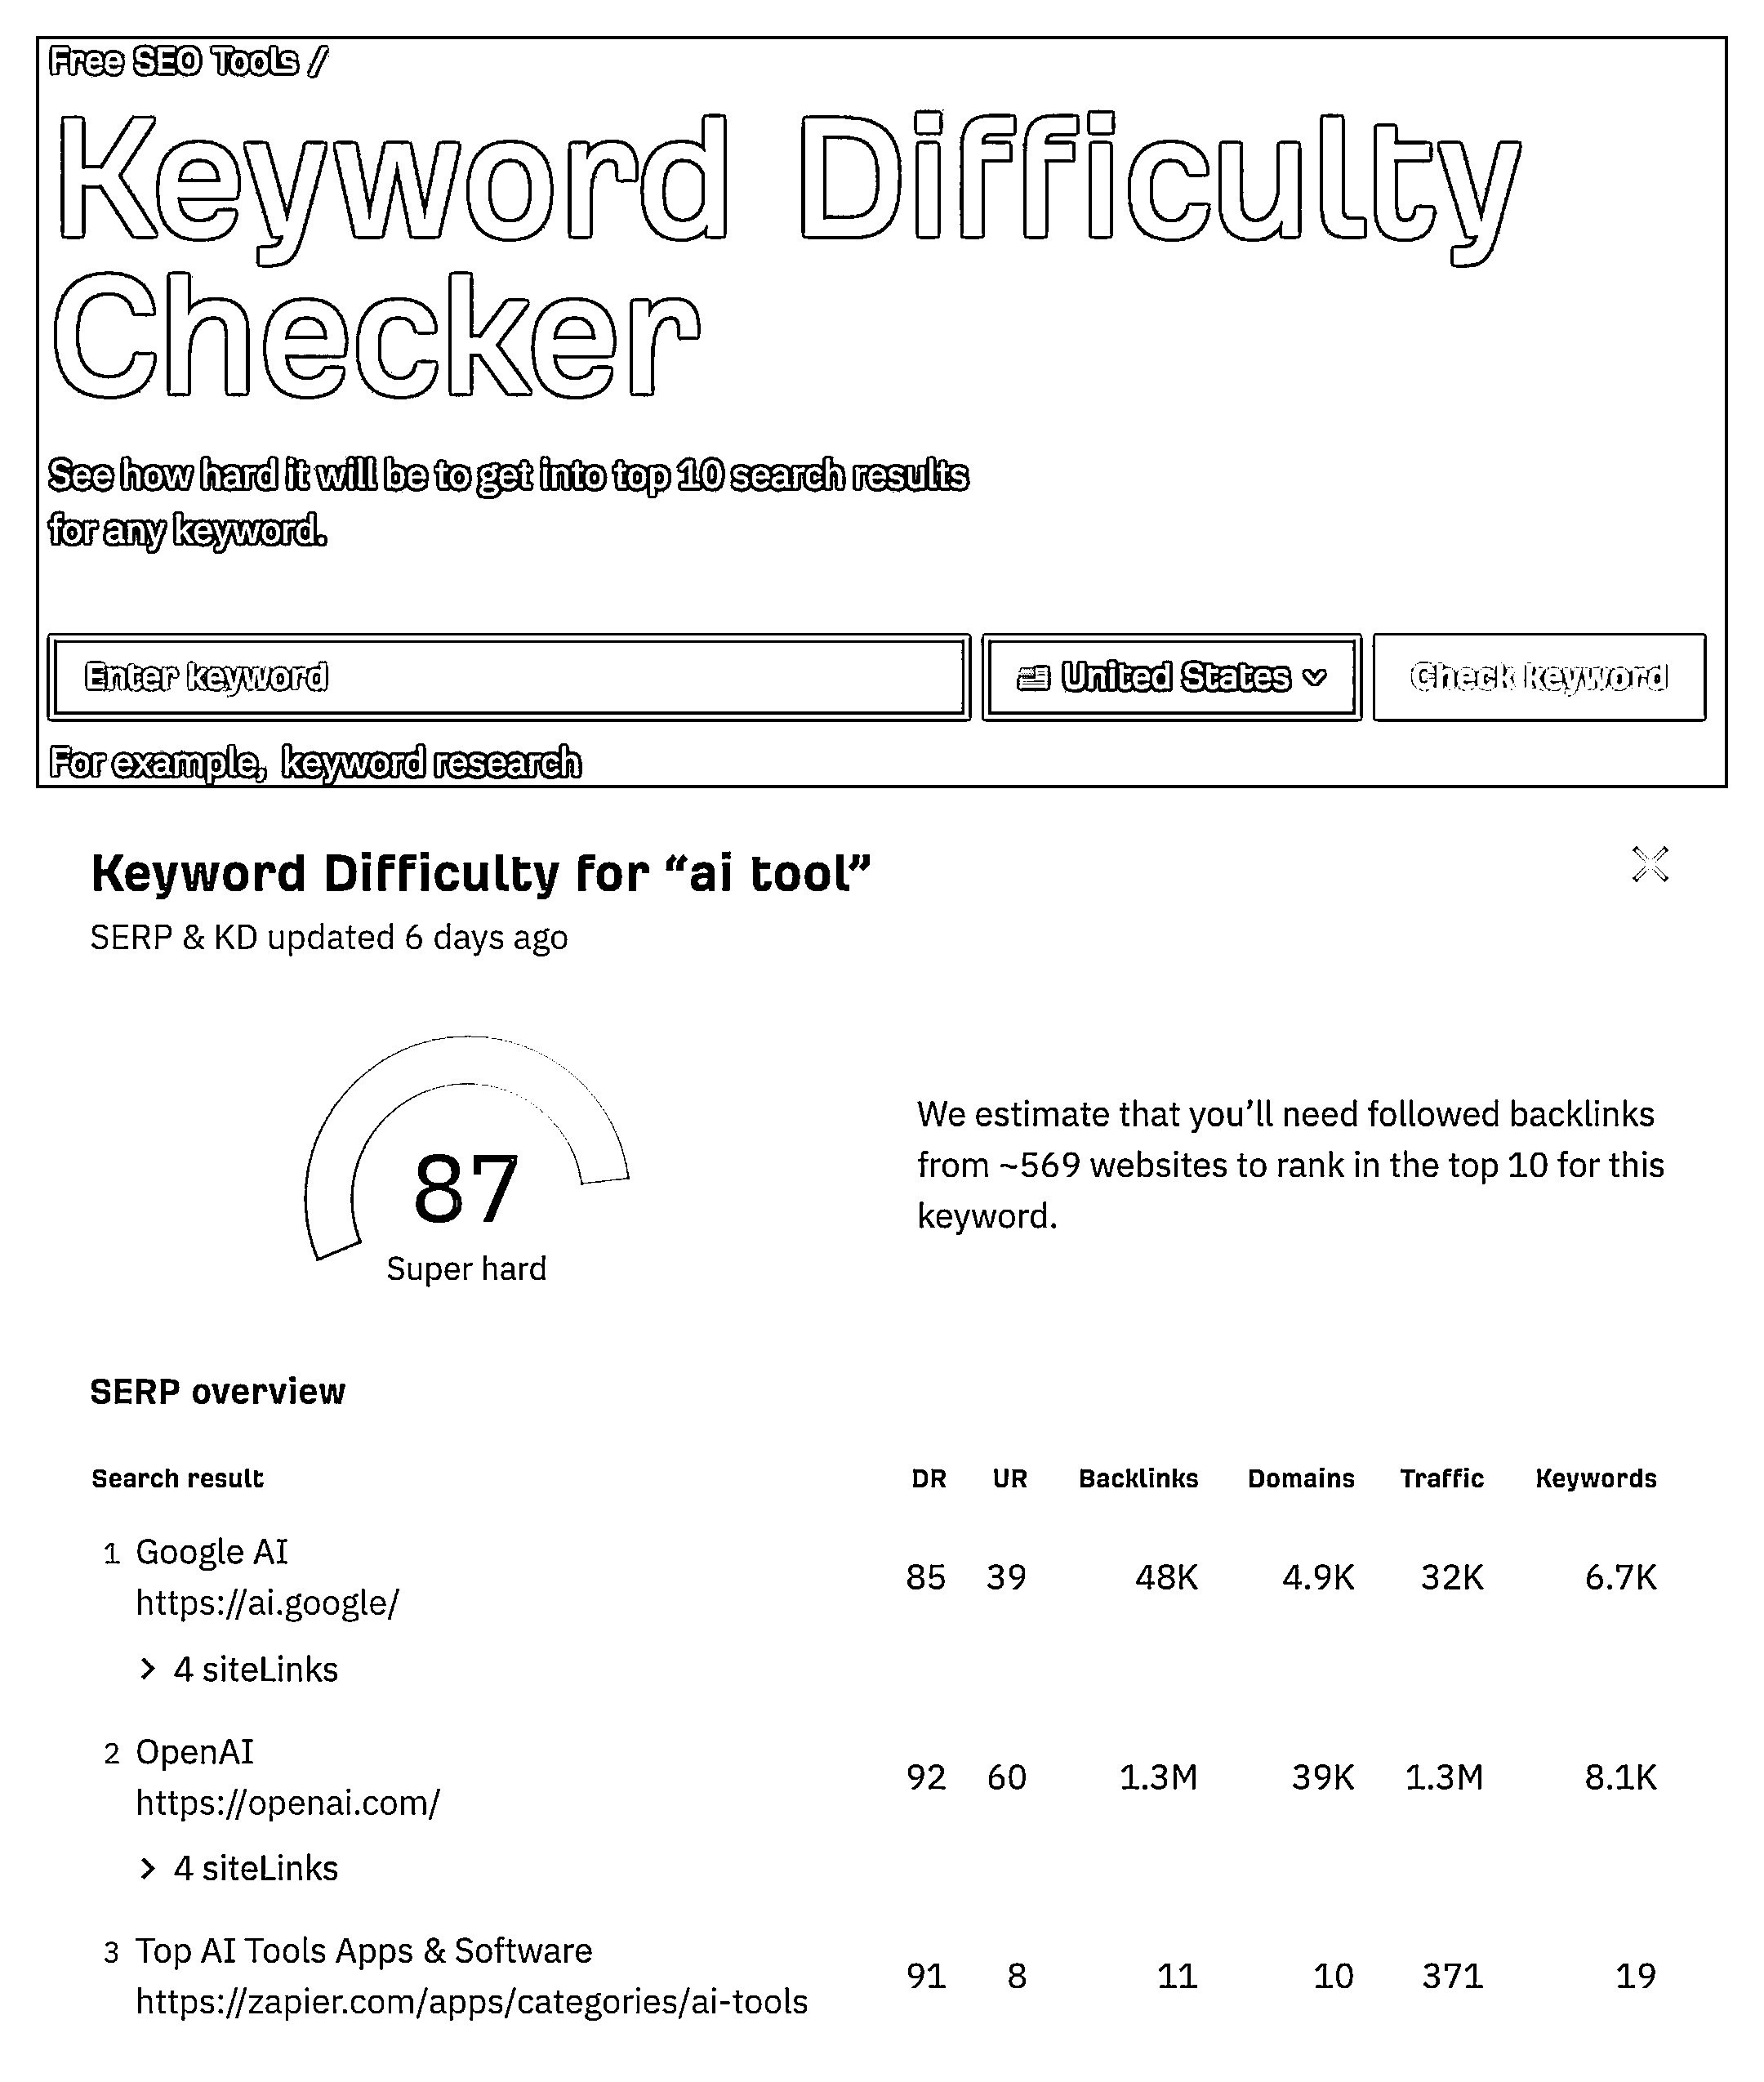 Free SEO Tools /
Keyword Difficulty
Checker
See how hard it will be to get into top 10 search results
for any keyword.
Enter keyword
United States
Check keyword
For example, keyword research
Keyword Difficulty for “ai tool”
SERP & KD updated 6 days ago
87
Super hard
We estimate that you’ll need followed backlinks
from ~569 websites to rank in the top 10 for this
keyword.
SERP overview
Search result DR UR Backlinks Domains Traffic Keywords
1 Google AI
https://ai.google/
85 39 48K 4.9K 32K 6.7K
> 4 siteLinks
2 OpenAI
https://openai.com/
92 60 1.3M 39K 1.3M 8.1K
> 4 siteLinks
3 Top AI Tools Apps & Software
https://zapier.com/apps/categories/ai-tools
91 8 11 10 371 19